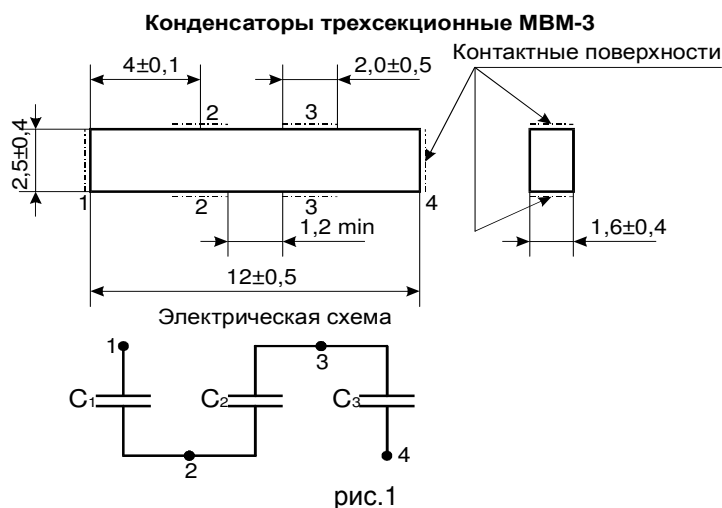 Конденсаторы трехсекционные МВМ-3
Контактные поверхности
4±0,1
2,0±0,5
2
3
2,5±0,4
1
2
3
4
1,2 min
1,6±0,4
12±0,5
Электрическая схема
1
3
C1
C2
C3
2
4
рис.1